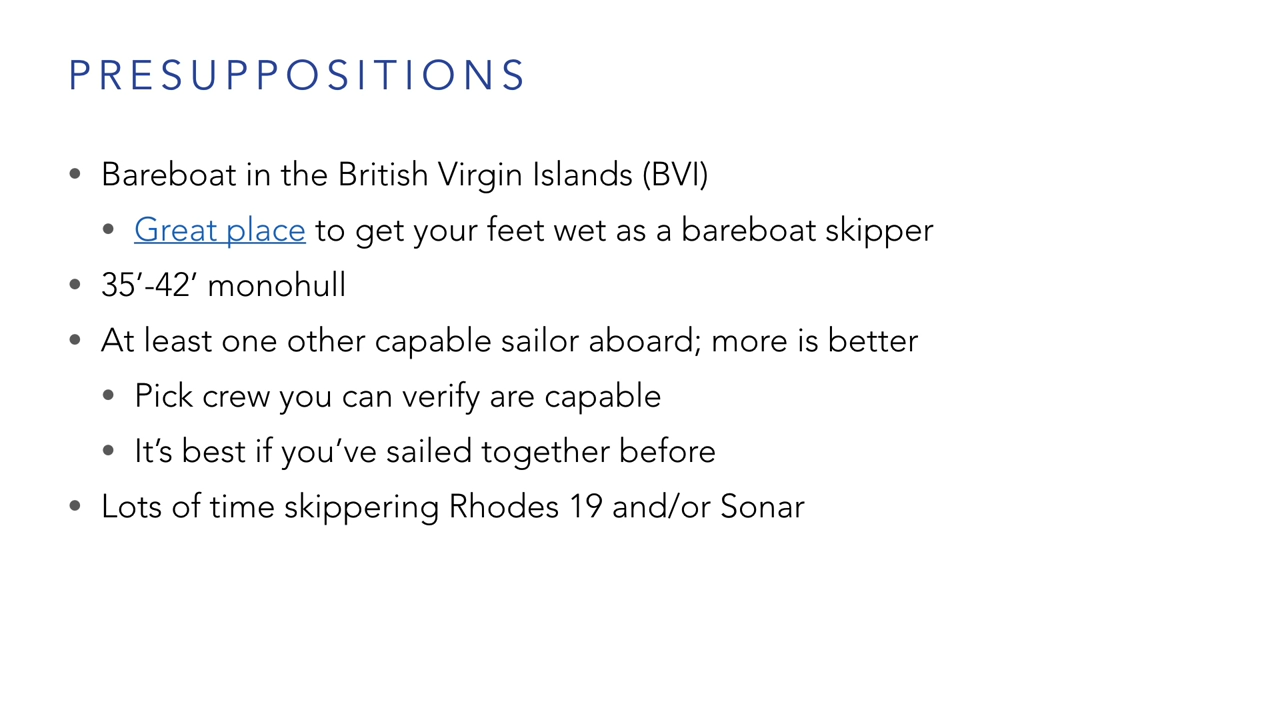 PRESUPPOSITIONS
• Bareboat in the British Virgin Islands (BVI)
• Great place to get your feet wet as a bareboat skipper
• 35’-42’ monohull
• At least one other capable sailor aboard; more is better
• Pick crew you can verify are capable
• It’s best if you’ve sailed together before
• Lots of time skippering Rhodes 19 and/or Sonar